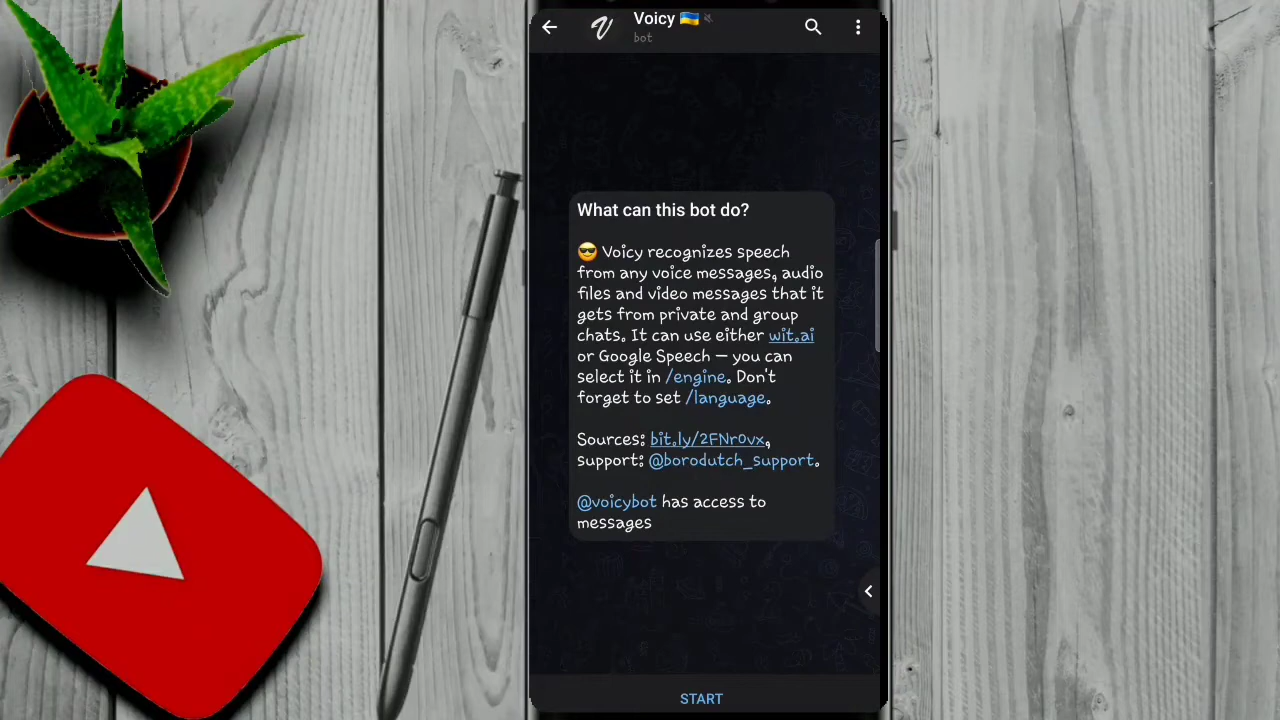 Voicy 🇺🇦
bot
What can this bot do?
😎 Voicy recognizes speech
from any voice messages, audio
files and video messages that it
gets from private and group
chats. It can use either wit.ai
or Google Speech — you can
select it in /engine. Don't
forget to set /language.
Sources: bit.ly/2FNr0vx,
support: @borodutch_support.
@voicybot has access to
messages
START